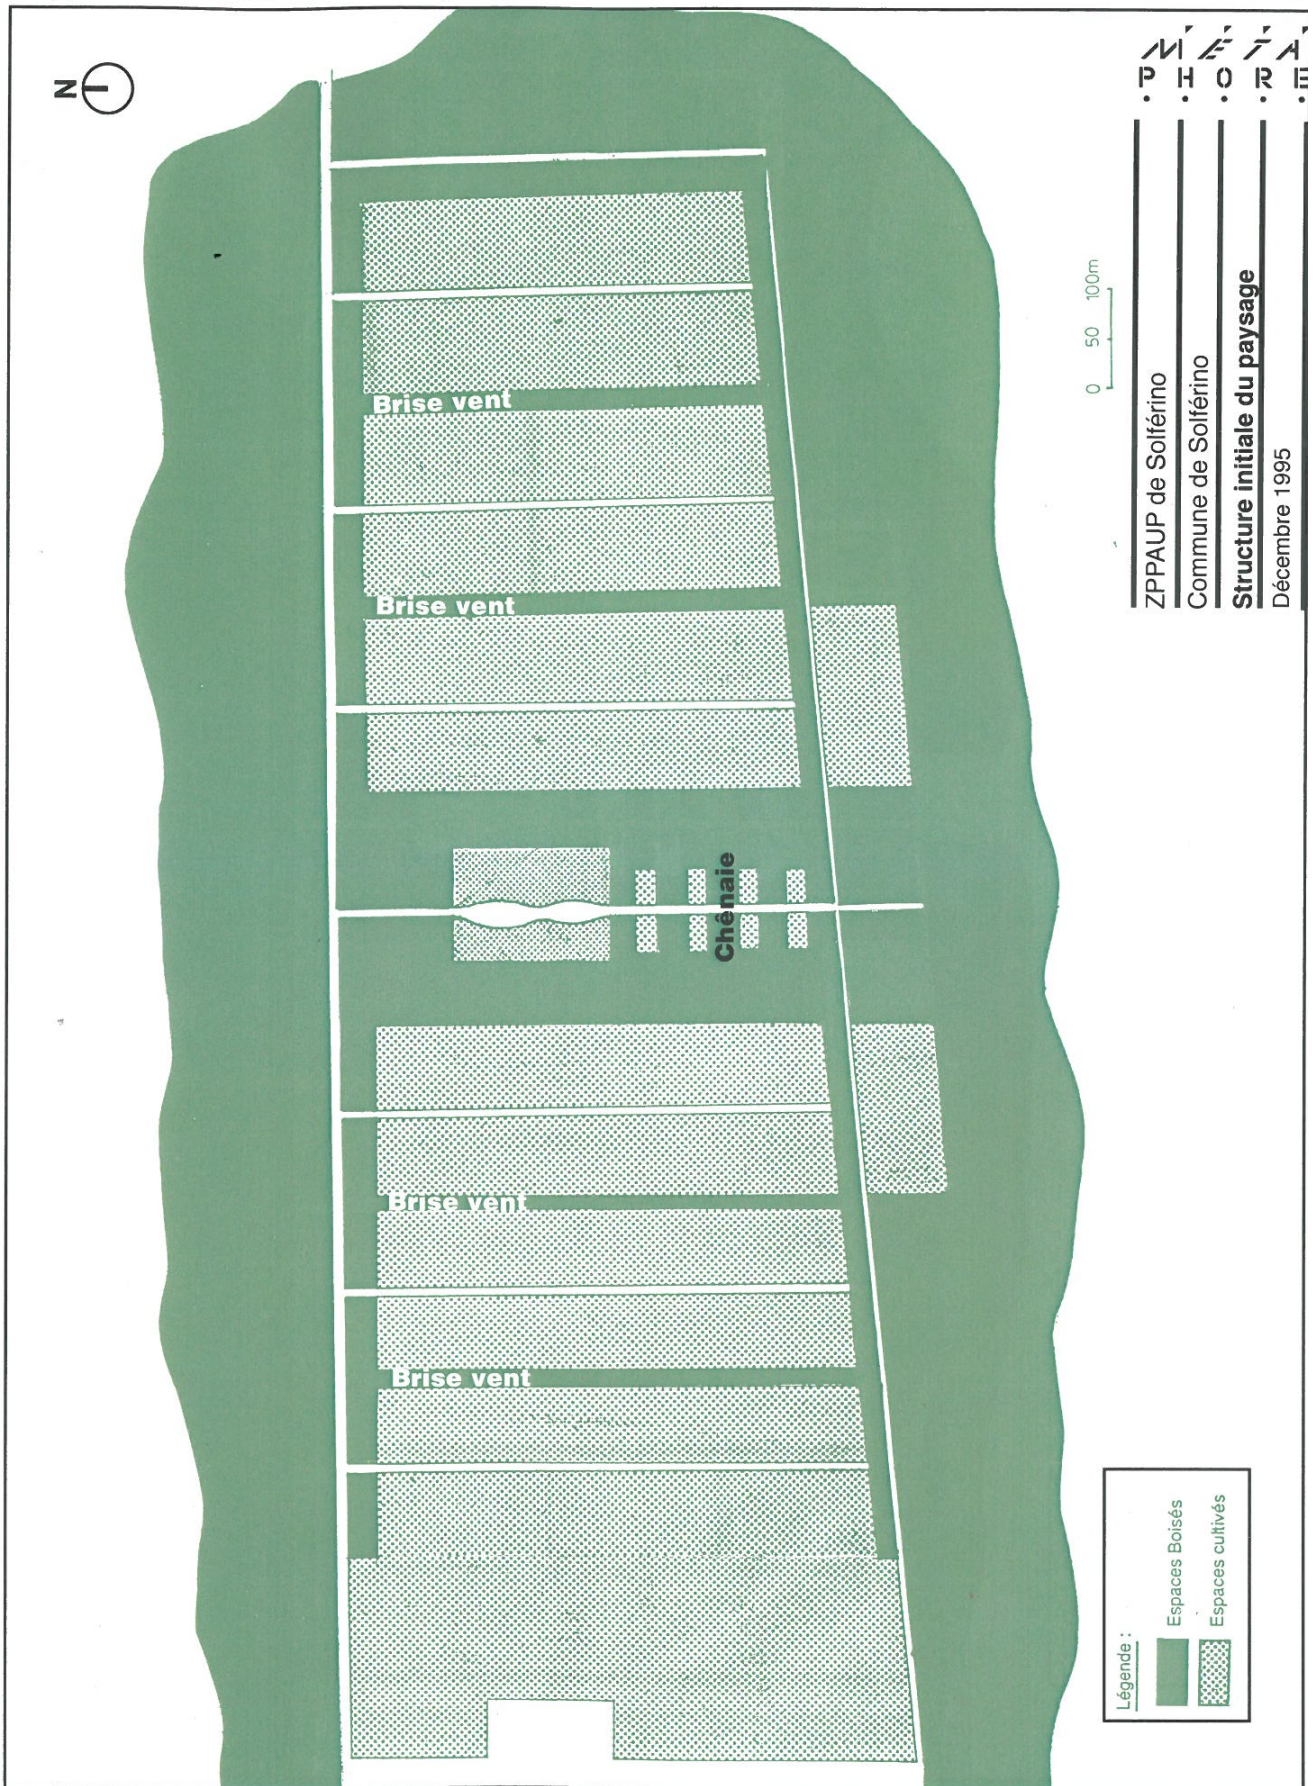 N
MÉTA
P.H.O.R.E.
ZPPAUP de Solférino
Commune de Solférino
Structure initiale du paysage
Décembre 1995
0 50 100m
Brise vent
Brise vent
Chênaie
Brise vent
Brise vent
Légende :
Espaces Boisés
Espaces cultivés